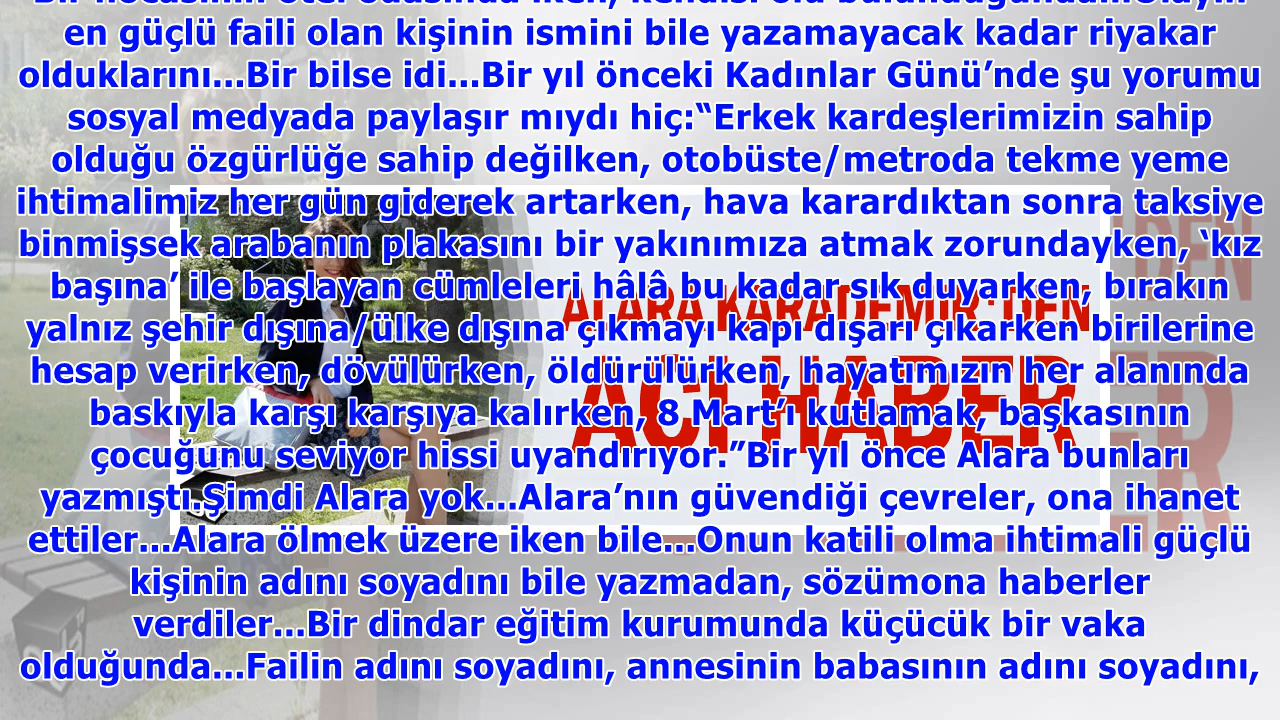 en güçlü faili olan kişinin ismini bile yazamayacak kadar riyakar
olduklarını...Bir bilse idi...Bir yıl önceki Kadınlar Günü’nde şu yorumu
sosyal medyada paylaşır mıydı hiç:“Erkek kardeşlerimizin sahip
olduğu özgürlüğe sahip değilken, otobüste/metroda tekme yeme
ihtimalimiz her gün giderek artarken, hava karardıktan sonra taksiye
binmişsek arabanın plakasını bir yakınımıza atmak zorundayken, ‘kız
başına’ ile başlayan cümleleri hâlâ bu kadar sık duyarken, bırakın
yalnız şehir dışına/ülke dışına çıkmayı kapı dışarı çıkarken birilerine
hesap verirken, dövülürken, öldürülürken, hayatımızın her alanında
baskıyla karşı karşıya kalırken, 8 Mart’ı kutlamak, başkasının
çocuğunu seviyor hissi uyandırıyor.”Bir yıl önce Alara bunları
yazmıştı.Şimdi Alara yok...Alara’nın güvendiği çevreler, ona ihanet
ettiler...Alara ölmek üzere iken bile...Onun katili olma ihtimali güçlü
kişinin adını soyadını bile yazmadan, sözümona haberler
verdiler...Bir dindar eğitim kurumunda küçücük bir vaka
olduğunda...Failin adını soyadını, annesinin babasının adını soyadını,
ALARA KARADEMİR'DEN
ACI HABER
DEN
ER